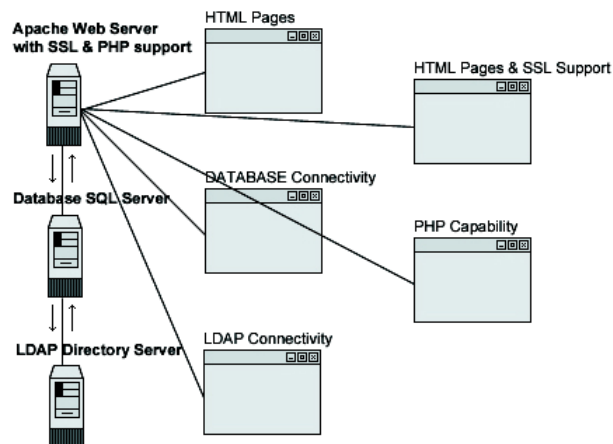 Apache Web Server
with SSL & PHP support
HTML Pages
HTML Pages & SSL Support
Database SQL Server
DATABASE Connectivity
PHP Capability
LDAP Directory Server
LDAP Connectivity